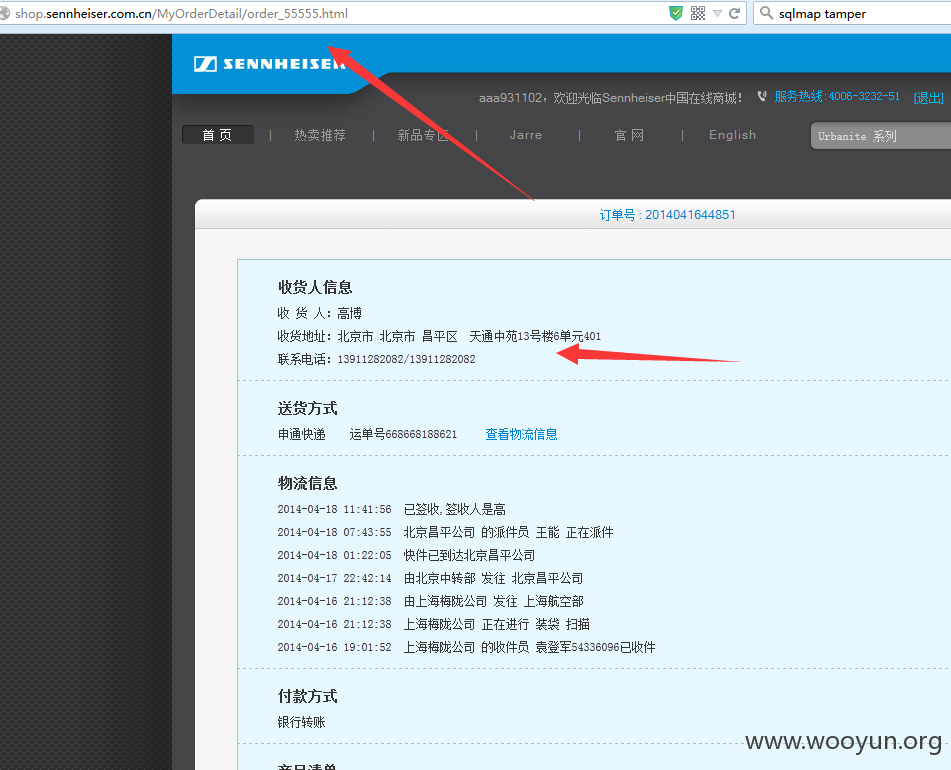 shop.sennheiser.com.cn/MyOrderDetail/order_55555.html
sqlmap tamper
SENNHEISER
aaa931102，欢迎光临Sennheiser中国在线商城！ 服务热线:4006-3232-51 [退出]
首 页 | 热卖推荐 | 新品专区 | Jarre | 官 网 | English
Urbanite 系列
订单号 : 2014041644851
收货人信息
收 货 人：高博
收货地址：北京市 北京市 昌平区 天通中苑13号楼6单元401
联系电话：13911282082/13911282082
送货方式
申通快递 运单号668668188621 查看物流信息
物流信息
2014-04-18 11:41:56 已签收,签收人是高
2014-04-18 07:43:55 北京昌平公司 的派件员 王能 正在派件
2014-04-18 01:22:05 快件已到达北京昌平公司
2014-04-17 22:42:14 由北京中转部 发往 北京昌平公司
2014-04-16 21:12:38 由上海梅陇公司 发往 上海航空部
2014-04-16 21:12:38 上海梅陇公司 正在进行 装袋 扫描
2014-04-16 19:01:52 上海梅陇公司 的收件员 袁登军54336096已收件
付款方式
银行转账
www.wooyun.org